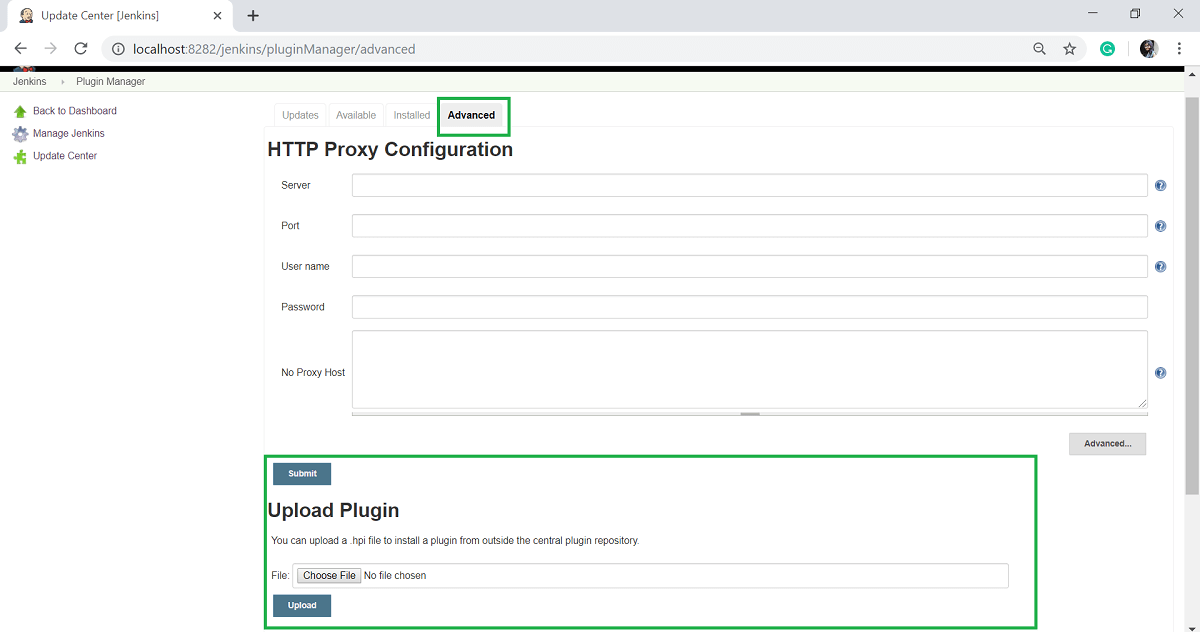 Update Center [Jenkins]
localhost:8282/jenkins/pluginManager/advanced
Jenkins Plugin Manager
Back to Dashboard
Manage Jenkins
Update Center
Updates Available Installed Advanced
HTTP Proxy Configuration
Server
Port
User name
Password
No Proxy Host
Advanced...
Submit
Upload Plugin
You can upload a .hpi file to install a plugin from outside the central plugin repository.
File: Choose File No file chosen
Upload